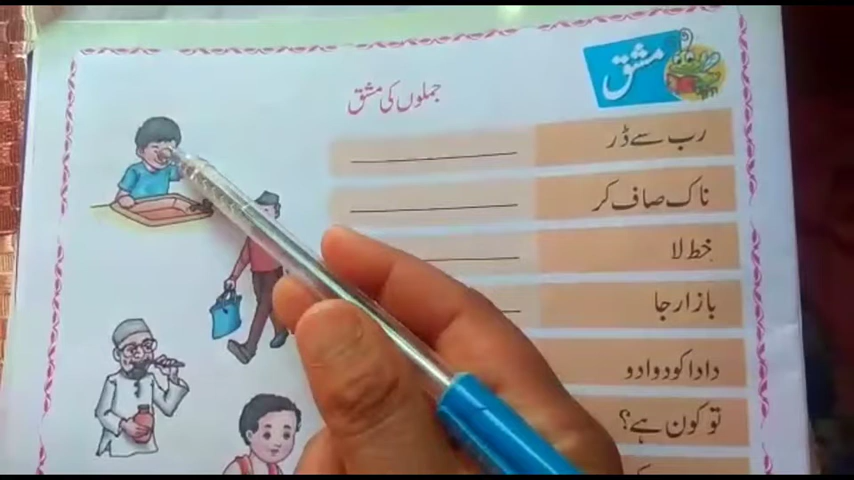 مشق
جملوں کی مشق
رب سے ڈر
ناک صاف کر
خط لا
بازار جا
دادا کو دوا دو
تو کون ہے؟